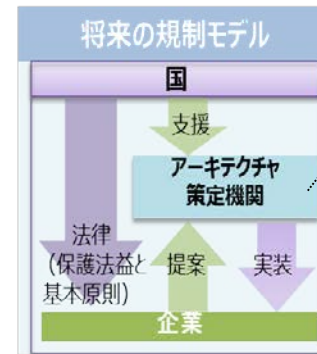 将来の規制モデル
国
支援
アーキテクチャ
策定機関
法律
(保護法益と
基本原則)
提案
実装
企業